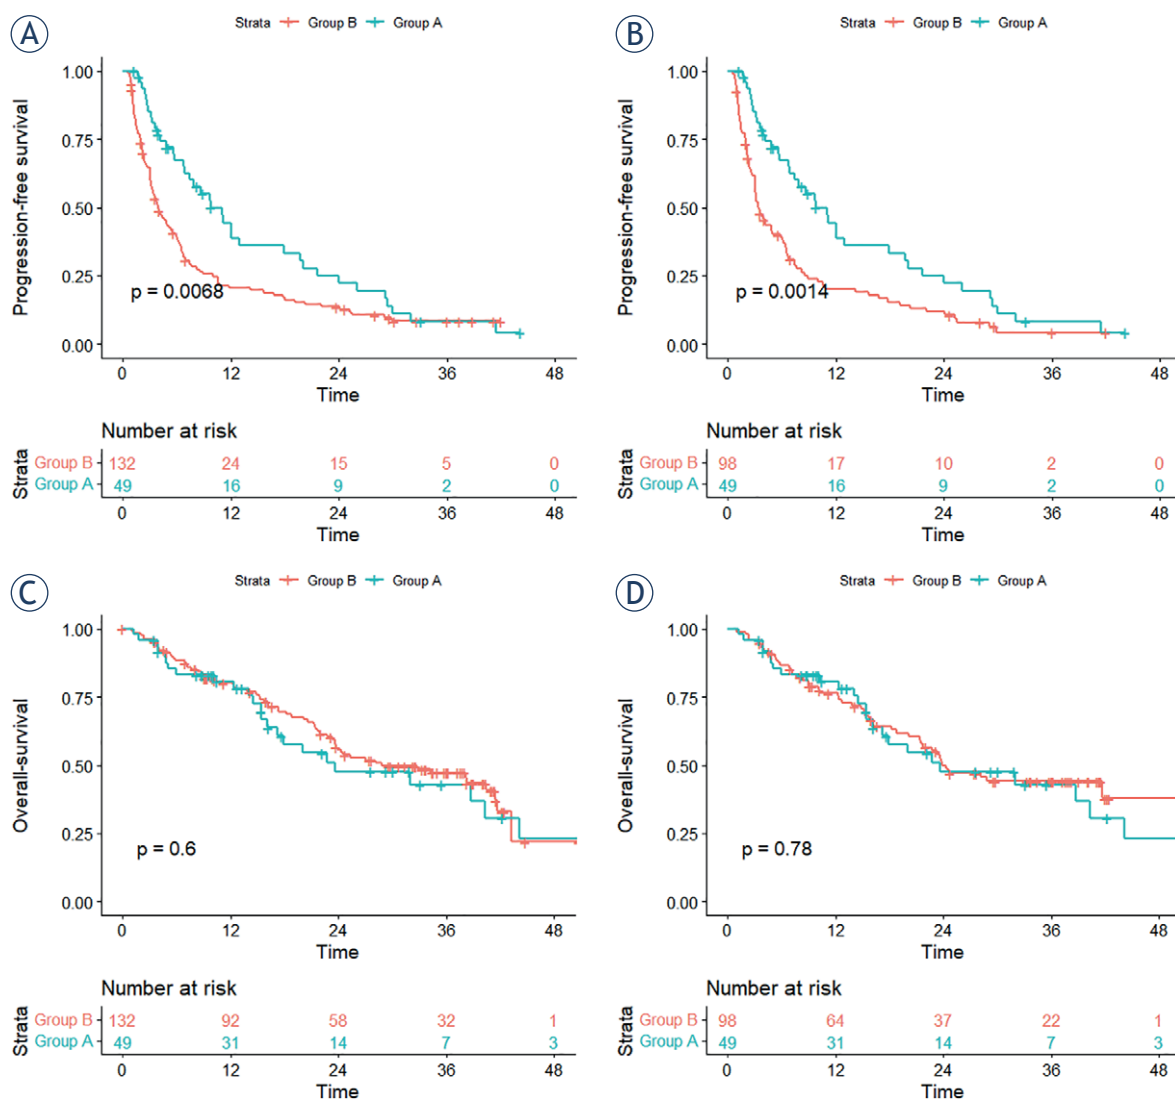 A
Strata Group B Group A
Progression-free survival
1.00
0.75
0.50
0.25
0.00
p = 0.0068
0 12 24 36 48
Time
Number at risk
Strata
Group B 132 24 15 5 0
Group A 49 16 9 2 0
0 12 24 36 48
Time
B
Strata Group B Group A
Progression-free survival
1.00
0.75
0.50
0.25
0.00
p = 0.0014
0 12 24 36 48
Time
Number at risk
Strata
Group B 98 17 10 2 0
Group A 49 16 9 2 0
0 12 24 36 48
Time
C
Strata Group B Group A
Overall-survival
1.00
0.75
0.50
0.25
0.00
p = 0.6
0 12 24 36 48
Time
Number at risk
Strata
Group B 132 92 58 32 1
Group A 49 31 14 7 3
0 12 24 36 48
Time
D
Strata Group B Group A
Overall-survival
1.00
0.75
0.50
0.25
0.00
p = 0.78
0 12 24 36 48
Time
Number at risk
Strata
Group B 98 64 37 22 1
Group A 49 31 14 7 3
0 12 24 36 48
Time